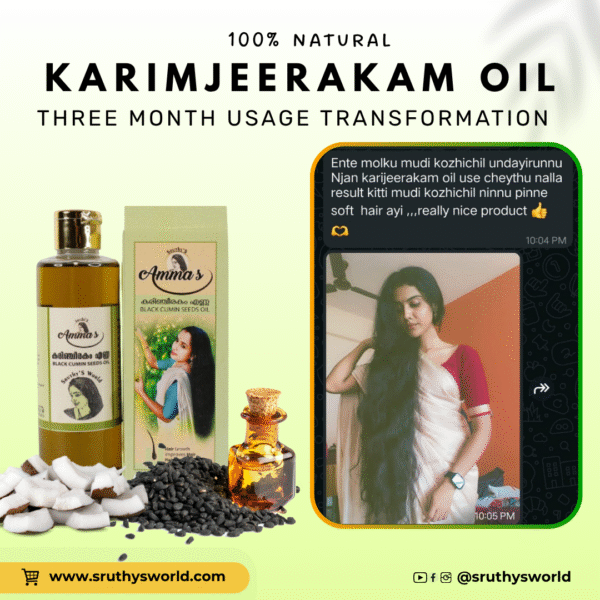 100% NATURAL
KARIMJEERAKAM OIL
THREE MONTH USAGE TRANSFORMATION
Ente molku mudi kozhichil undayirunnu
Njan karijeerakam oil use cheythu nalla
result kitti mudi kozhichil ninnu pinne
soft hair ayi ,,,really nice product 👍
🫶
10:04 PM
10:05 PM
Amma's
കരിഞ്ചീരകം എണ്ണ
BLACK CUMIN SEEDS OIL
Amma's
കരിഞ്ചീരകം എണ്ണ
BLACK CUMIN SEEDS OIL
Sruthy'S World
www.sruthysworld.com
@sruthysworld